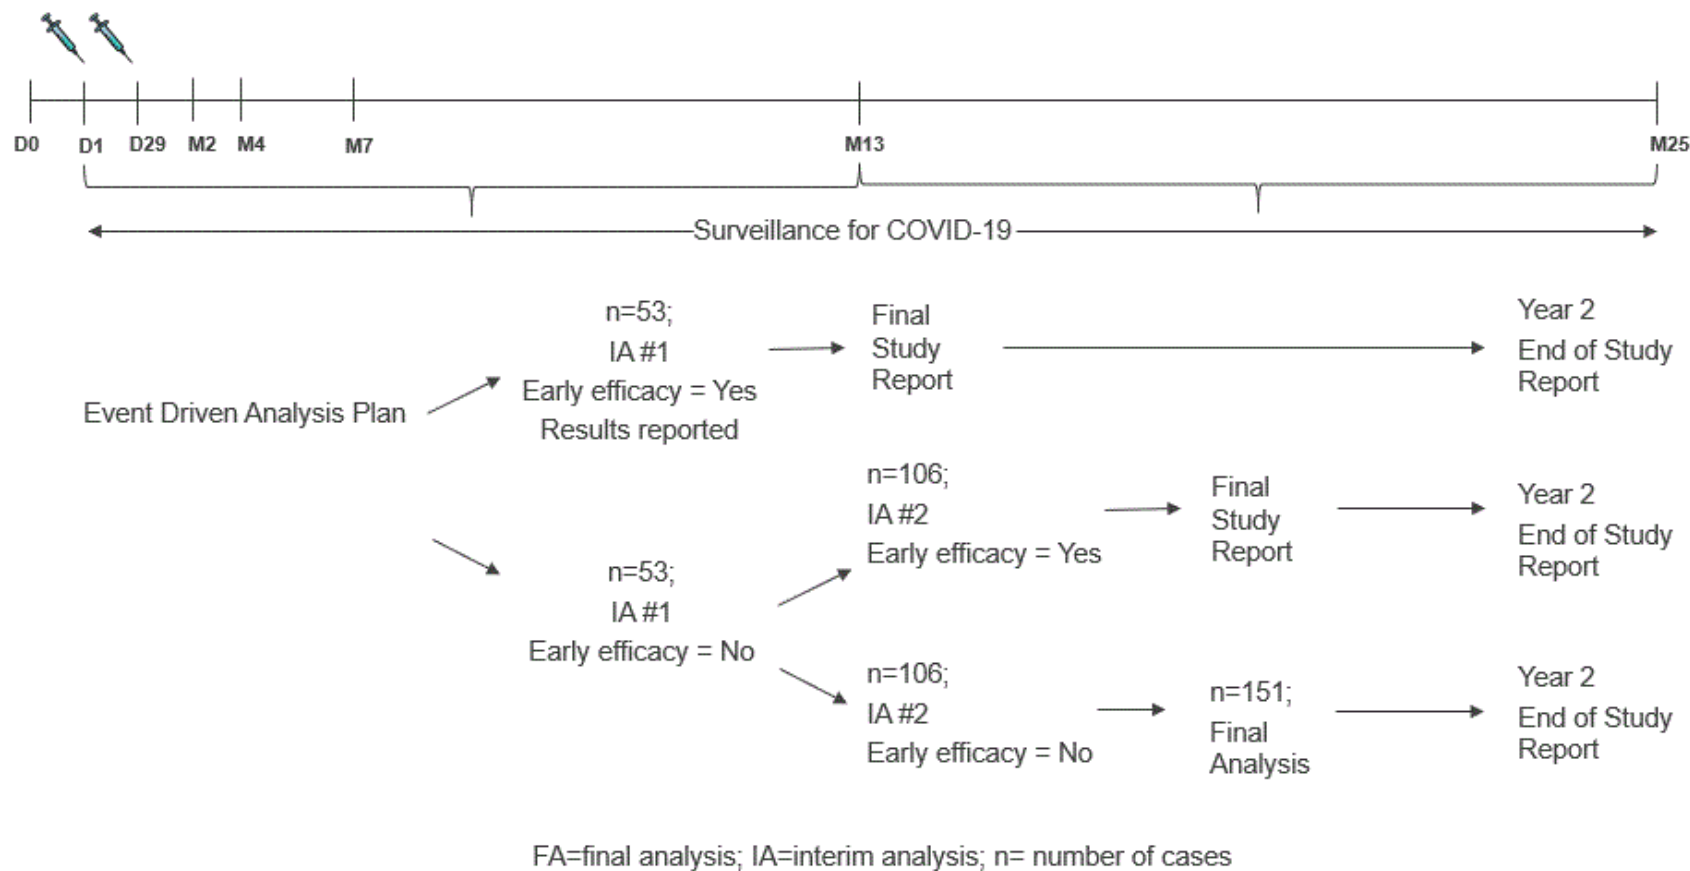 D0 D1 D29 M2 M4 M7 M13 M25
Surveillance for COVID-19
Event Driven Analysis Plan
n=53;
IA #1
Early efficacy = Yes
Results reported
Final
Study
Report
Year 2
End of Study
Report
n=53;
IA #1
Early efficacy = No
n=106;
IA #2
Early efficacy = Yes
Final
Study
Report
Year 2
End of Study
Report
n=106;
IA #2
Early efficacy = No
n=151;
Final
Analysis
Year 2
End of Study
Report
FA=final analysis; IA=interim analysis; n= number of cases